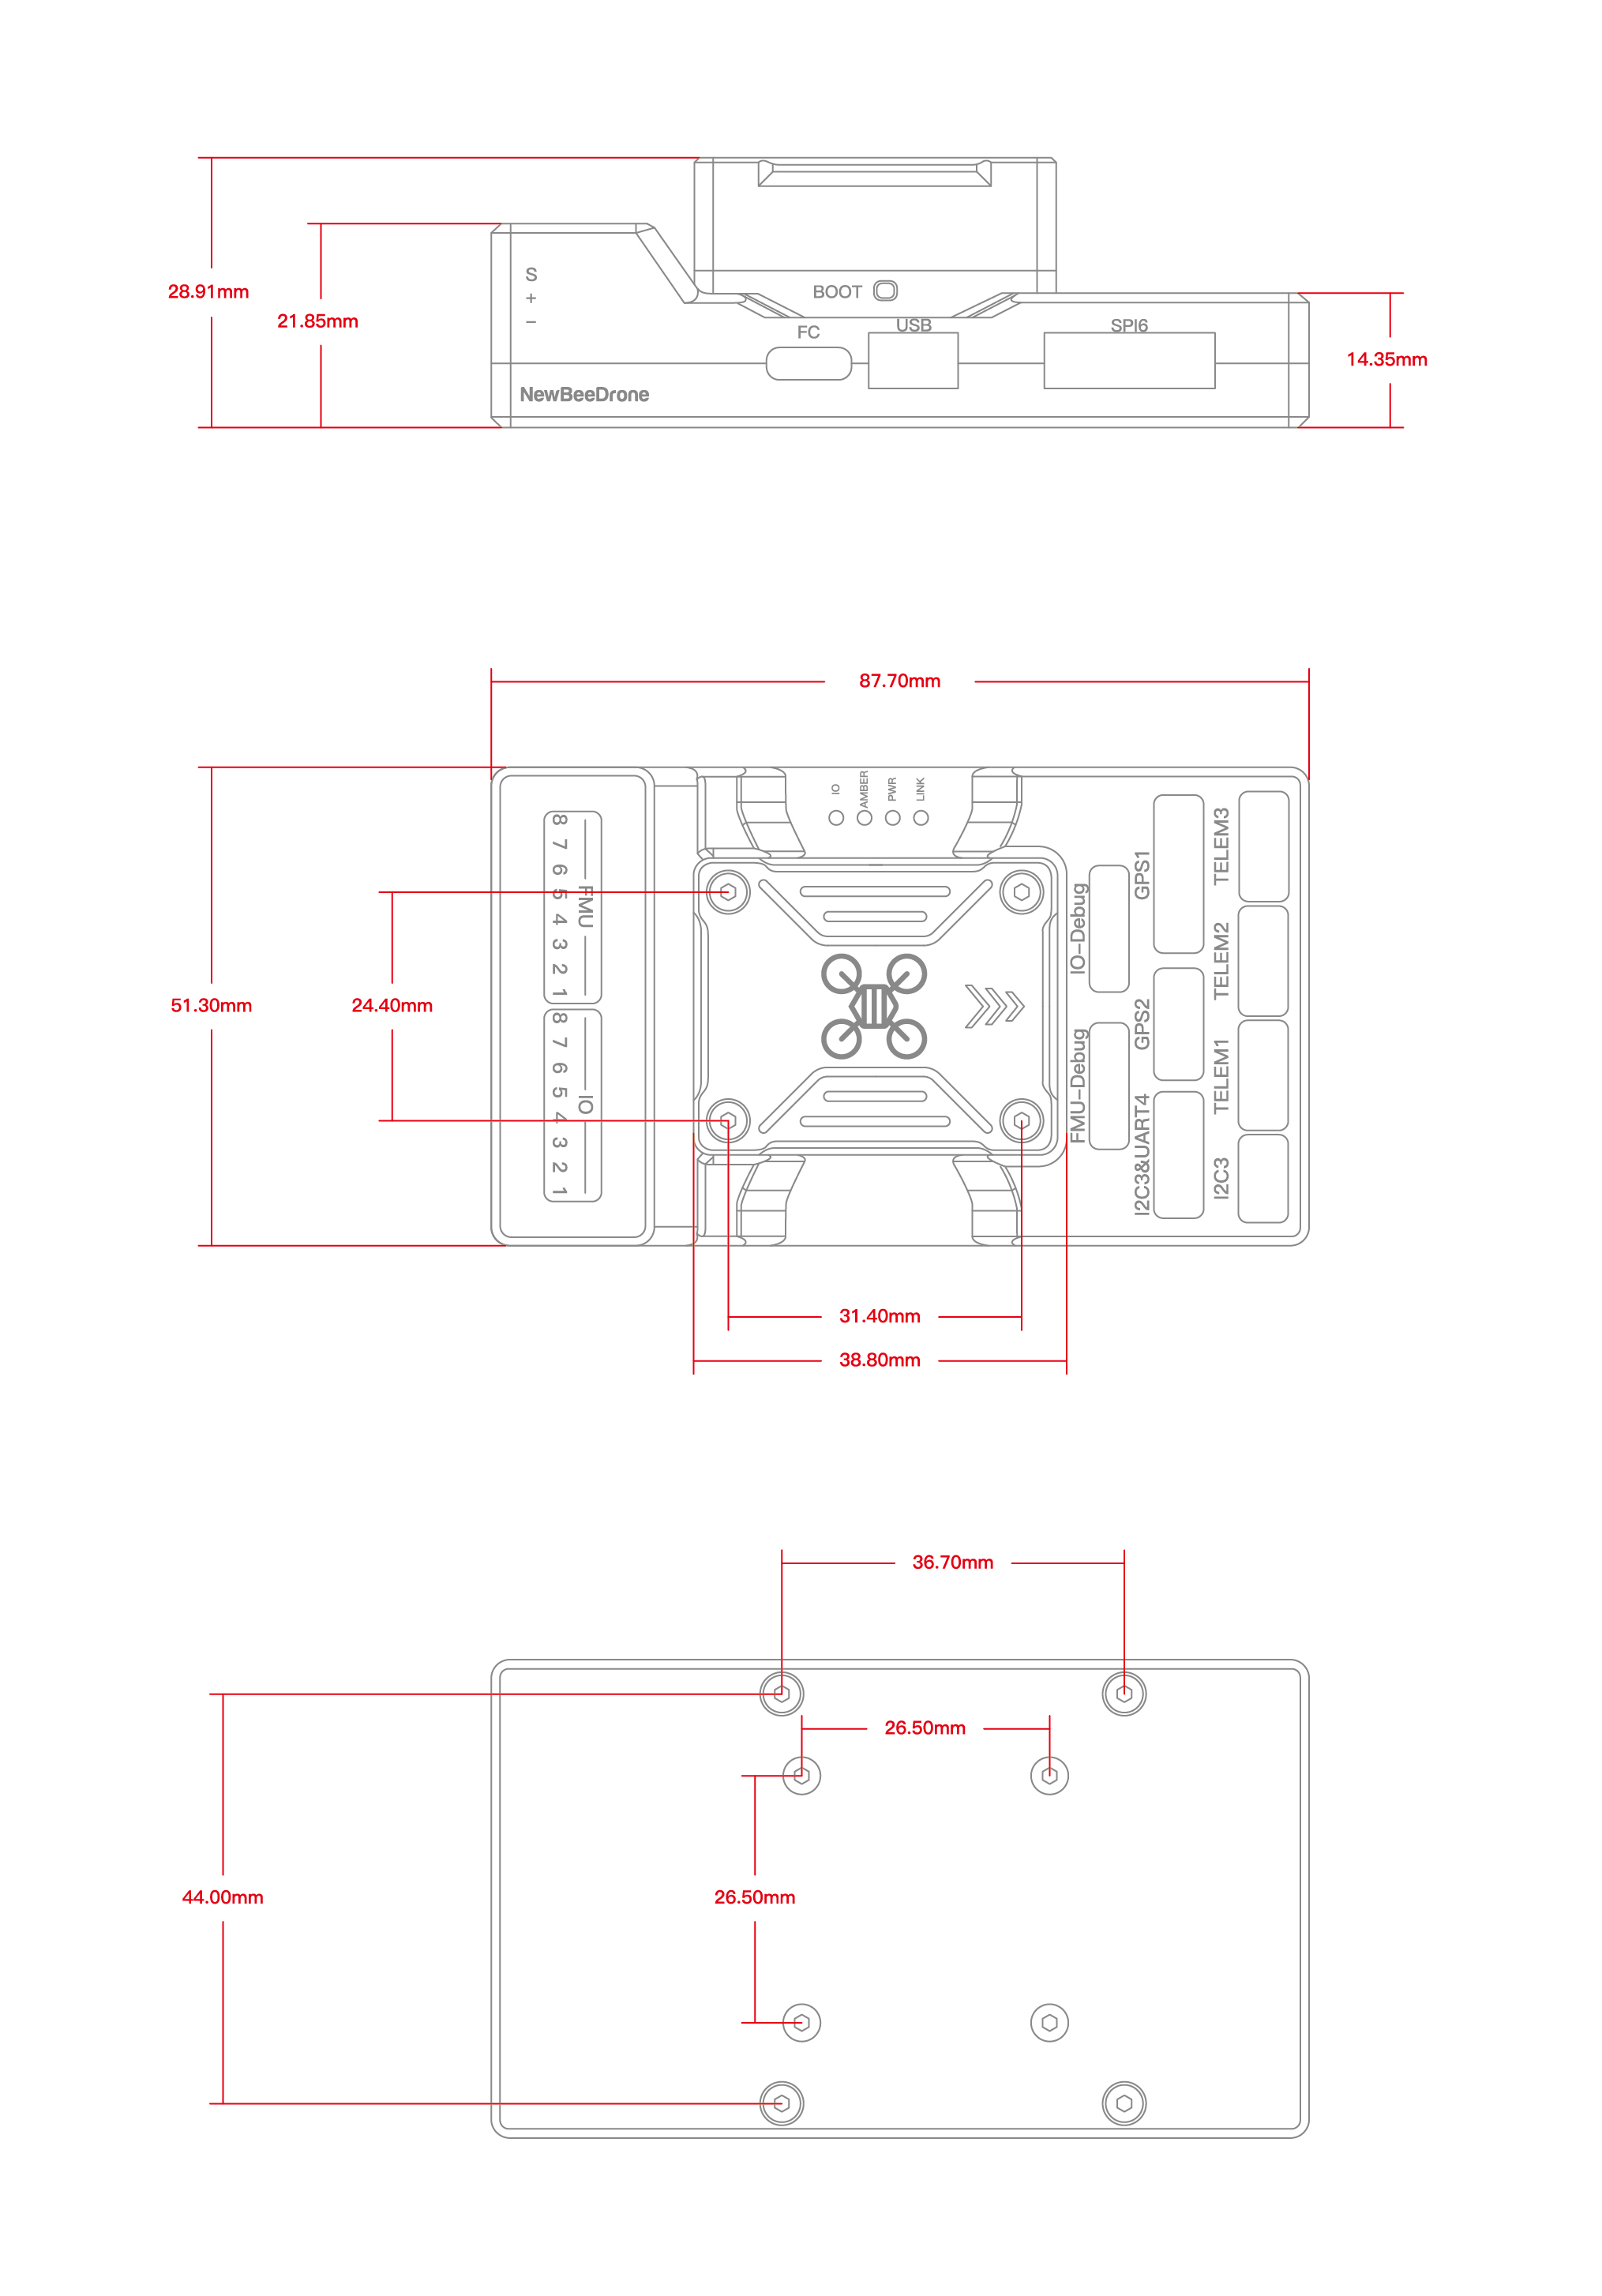 28.91mm
21.85mm
14.35mm
S
+
−
BOOT
FC
USB
SPI6
NewBeeDrone
87.70mm
51.30mm
24.40mm
IO
AMBER
PWR
LINK
8 7 6 5 4 3 2 1
FMU
8 7 6 5 4 3 2 1
IO
IO-Debug
FMU-Debug
GPS1
GPS2
I2C3&UART4
TELEM3
TELEM2
TELEM1
I2C3
31.40mm
38.80mm
36.70mm
26.50mm
26.50mm
44.00mm